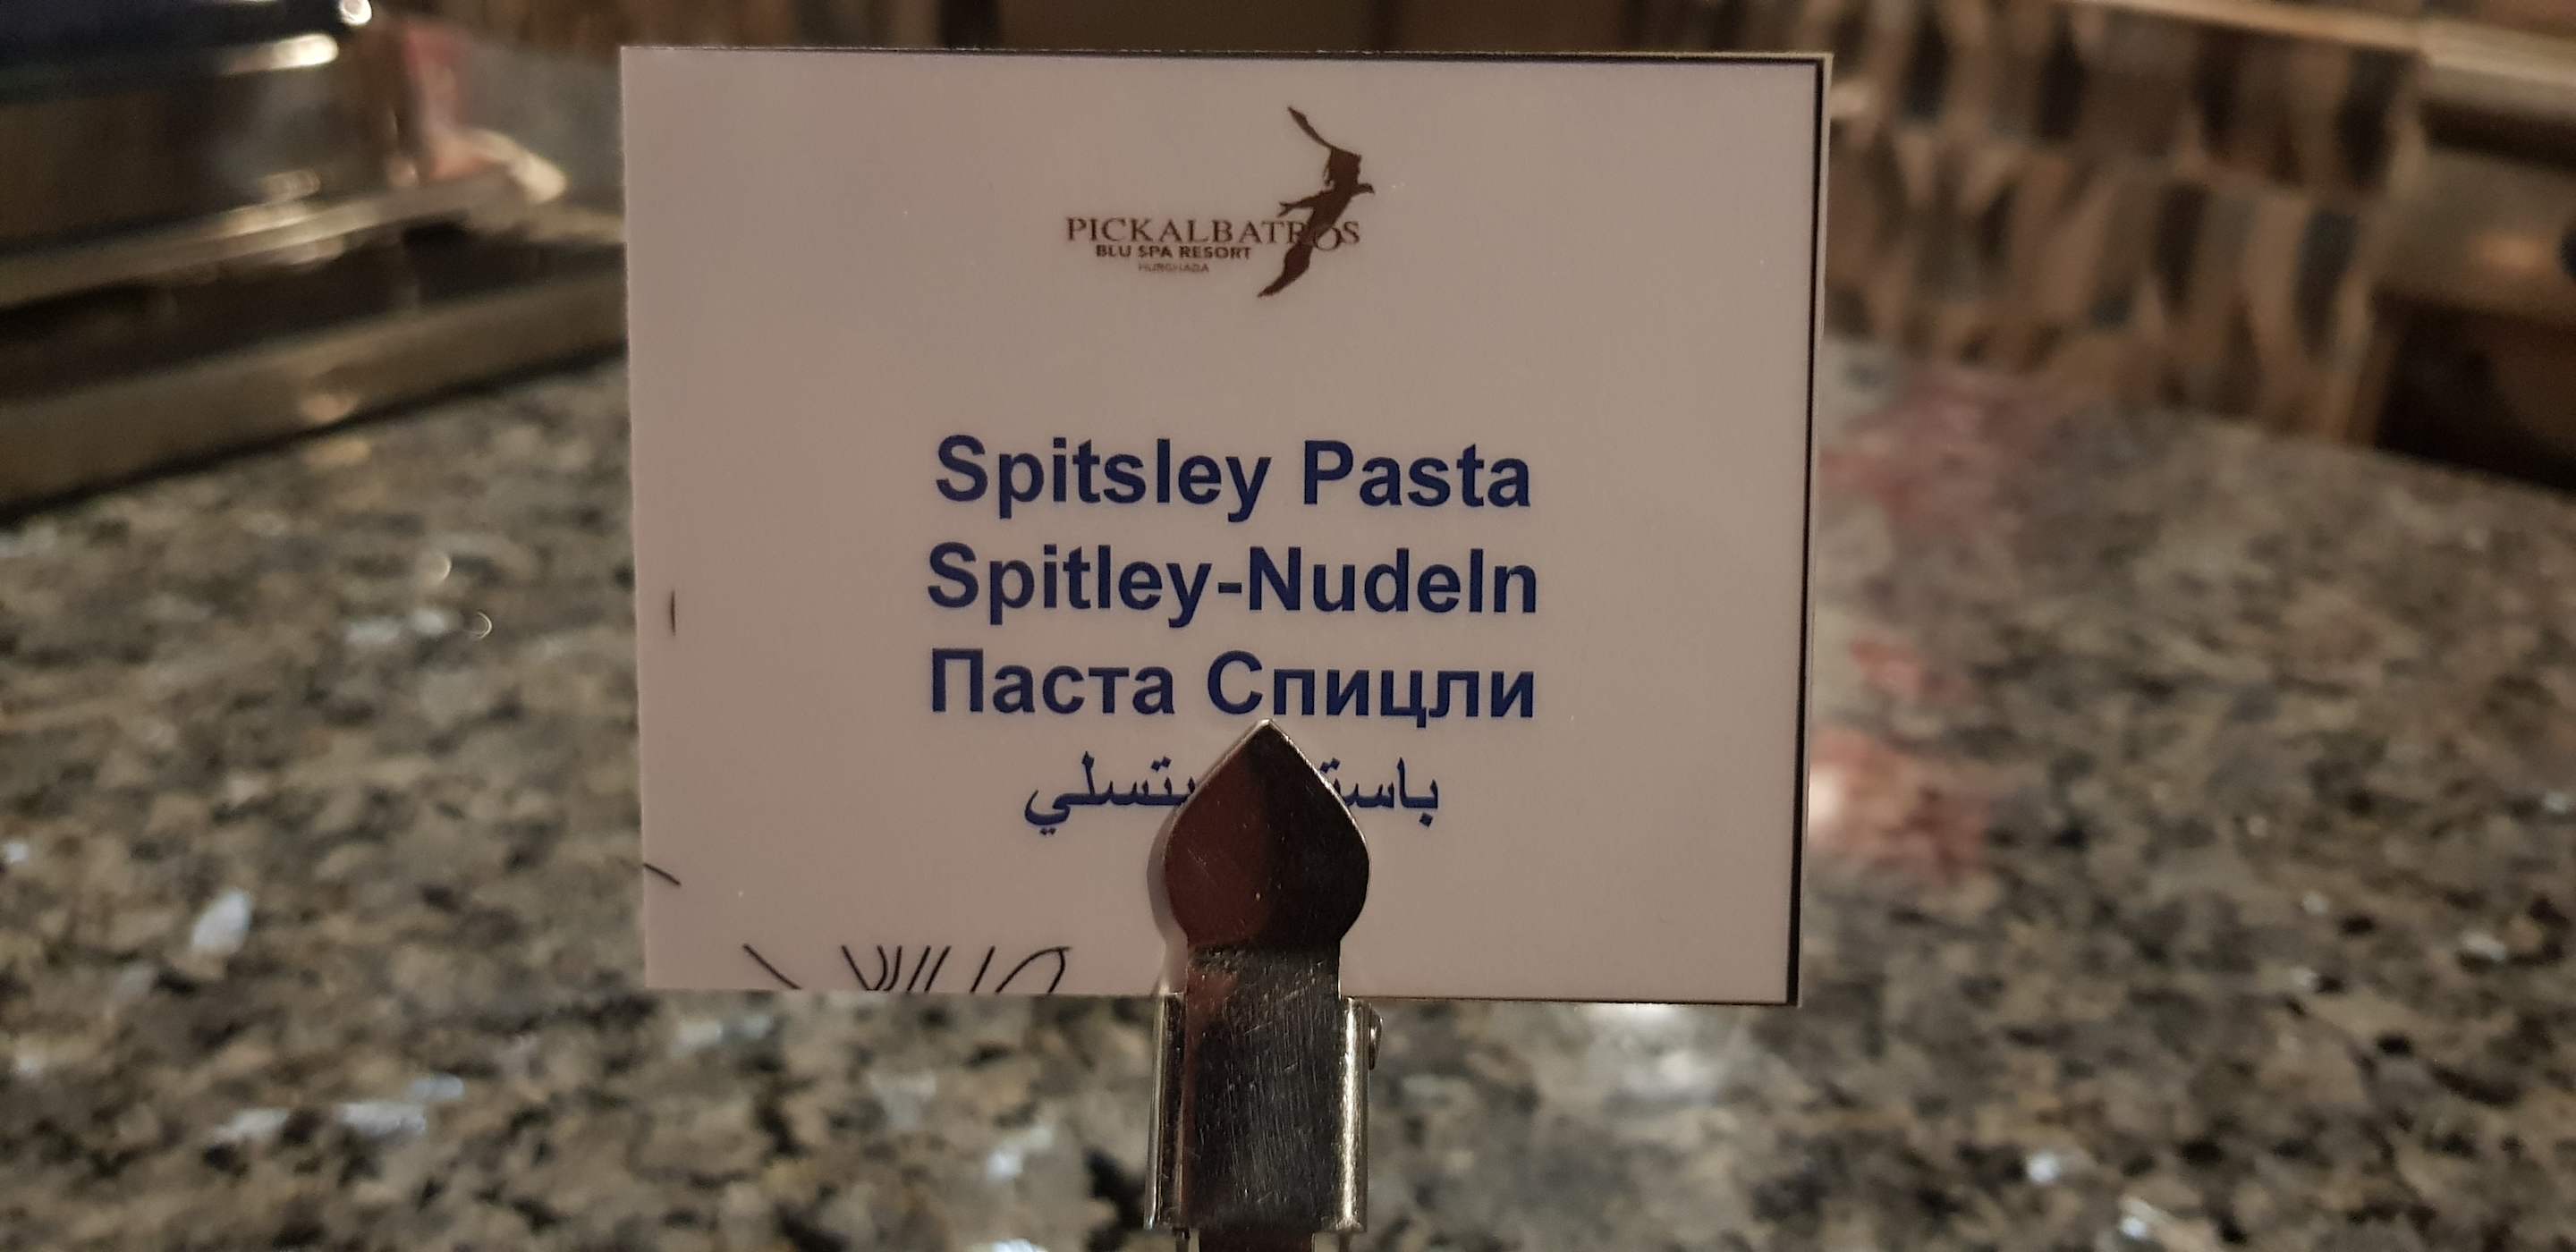 PICKALBATROS
BLU SPA RESORT
HURGHADA
Spitsley Pasta
Spitley-Nudeln
Паста Спицли